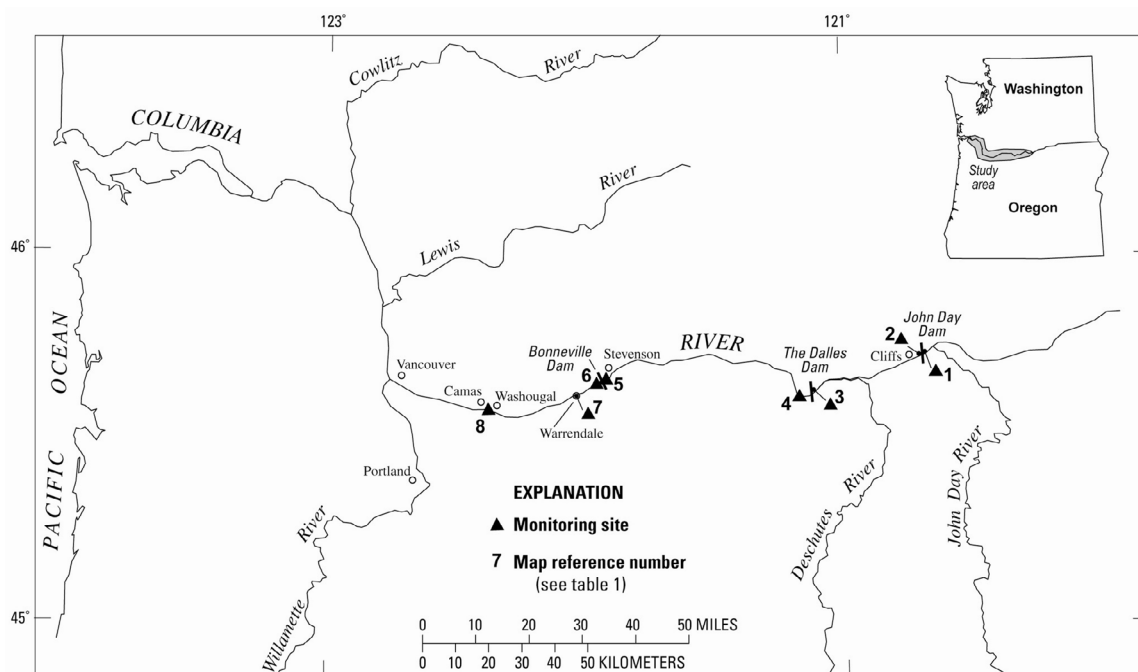 123°
121°
Cowlitz
River
COLUMBIA
Washington
Study
area
Oregon
River
Lewis
46°
PACIFIC OCEAN
John Day
Dam
2
Cliffs
1
RIVER
The Dalles
Dam
4
3
Bonneville
Dam
Stevenson
6
5
Vancouver
Camas
Washougal
7
8
Warrendale
Portland
River
Willamette
River
Deschutes
John Day River
EXPLANATION
Monitoring site
7 Map reference number
(see table 1)
45°
0 10 20 30 40 50 MILES
0 10 20 30 40 50 KILOMETERS